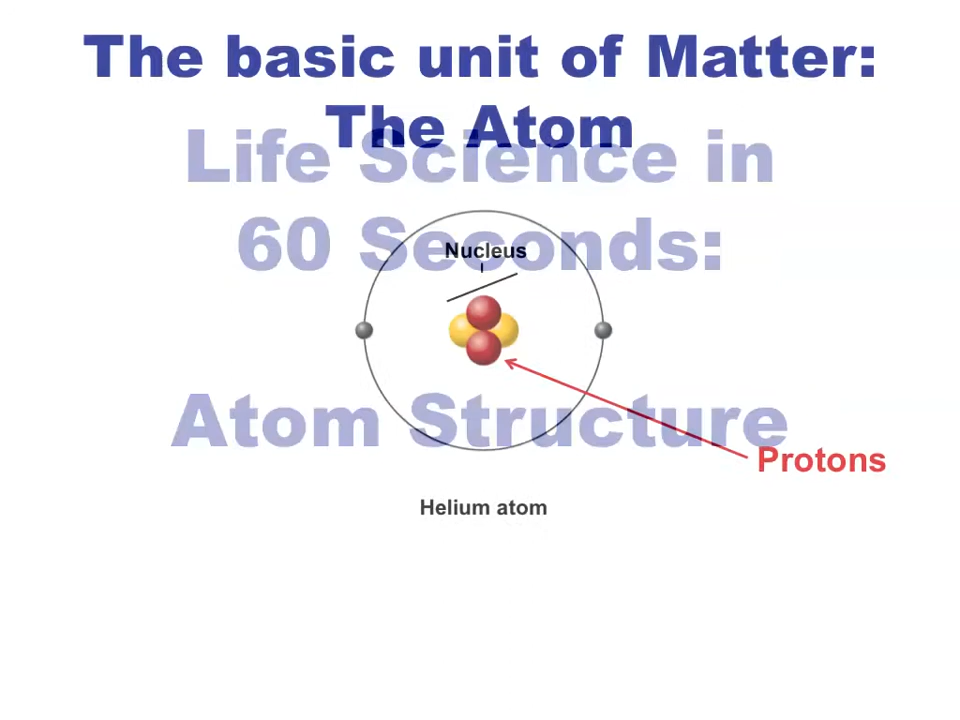 The basic unit of Matter:
The Atom
Life Science in
60 Seconds:
Nucleus
Atom Structure
Protons
Helium atom